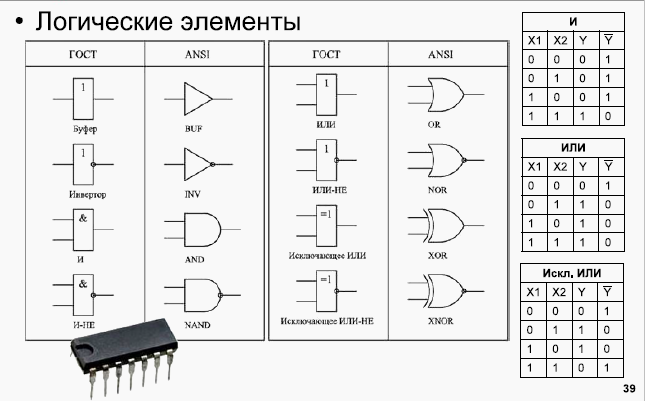 • Логические элементы
ГОСТ ANSI
1
Буфер BUF
1
Инвертор INV
&
И AND
&
И-НЕ NAND
ГОСТ ANSI
1
ИЛИ OR
1
ИЛИ-НЕ NOR
=1
Исключающее ИЛИ XOR
=1
Исключающее ИЛИ-НЕ XNOR
И
X1 X2 Y Y
0 0 0 1
0 1 0 1
1 0 0 1
1 1 1 0
ИЛИ
X1 X2 Y Y
0 0 0 1
0 1 1 0
1 0 1 0
1 1 1 0
Искл. ИЛИ
X1 X2 Y Y
0 0 0 1
0 1 1 0
1 0 1 0
1 1 0 1
39